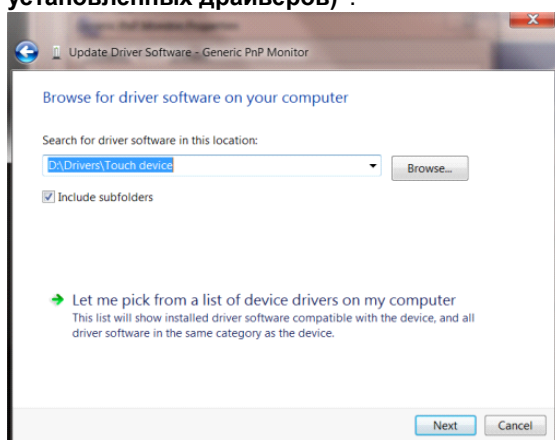 установленных драйверов)".
Update Driver Software - Generic PnP Monitor
Browse for driver software on your computer
Search for driver software in this location:
D:\Drivers\Touch device
Browse...
Include subfolders
Let me pick from a list of device drivers on my computer
This list will show installed driver software compatible with the device, and all
driver software in the same category as the device.
Next
Cancel